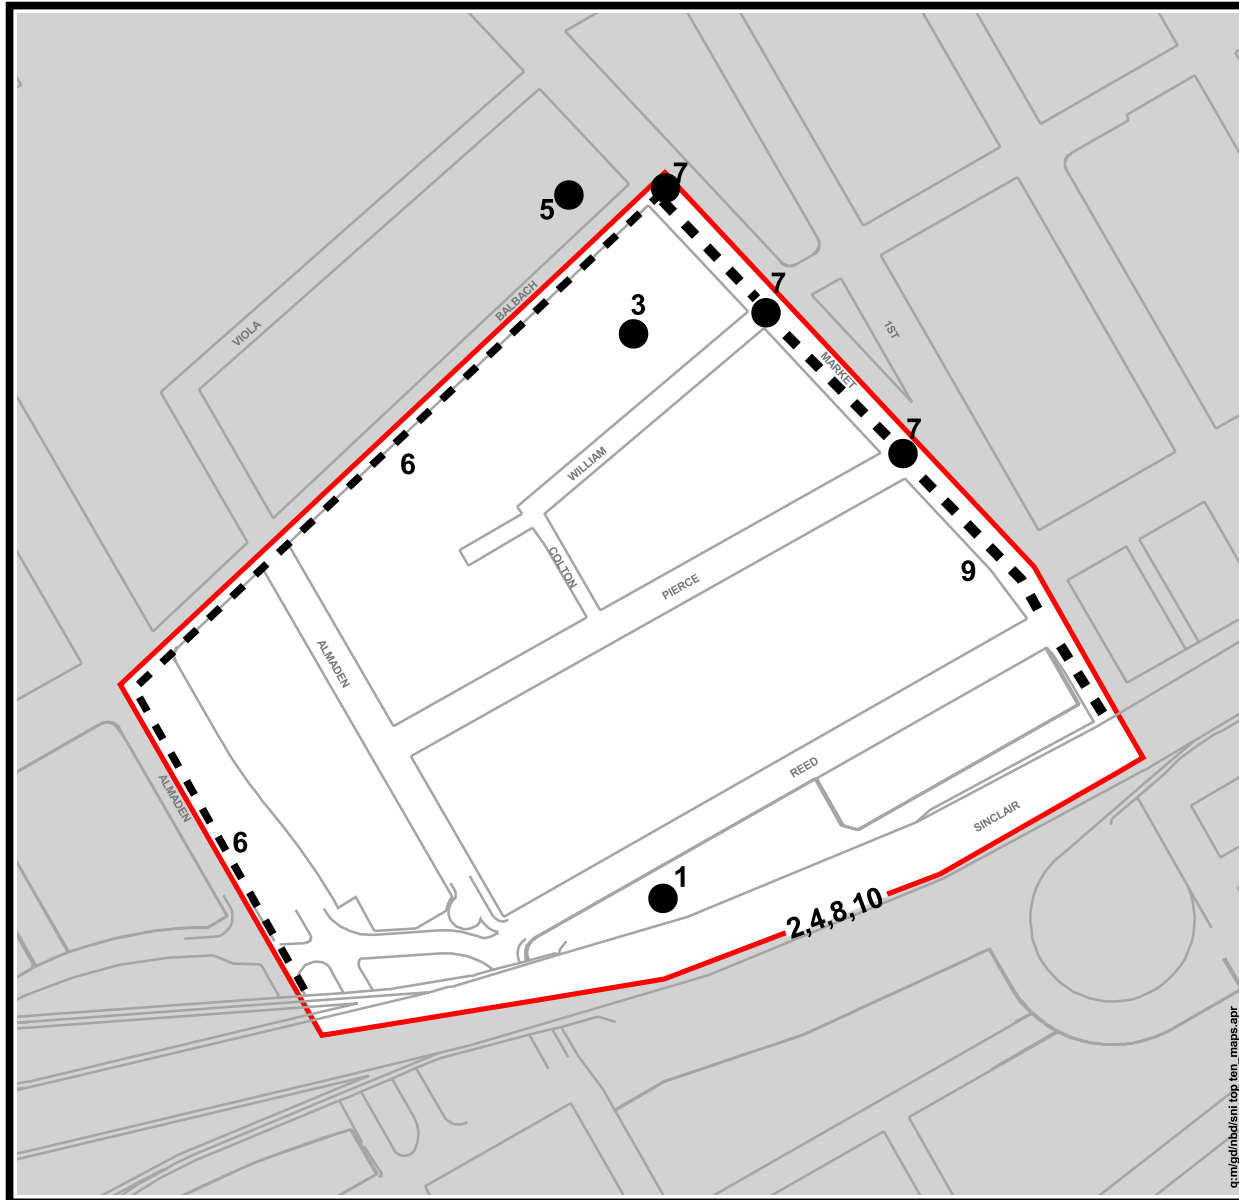 7
5
BALBACH
7
3
VIOLA
1ST
MARKET
7
6
WILLIAM
9
COLTON
PIERCE
ALMADEN
REED
ALMADEN
SINCLAIR
6
1
2,4,8,10
q:m/gd/nbd/sni top ten_maps.apr